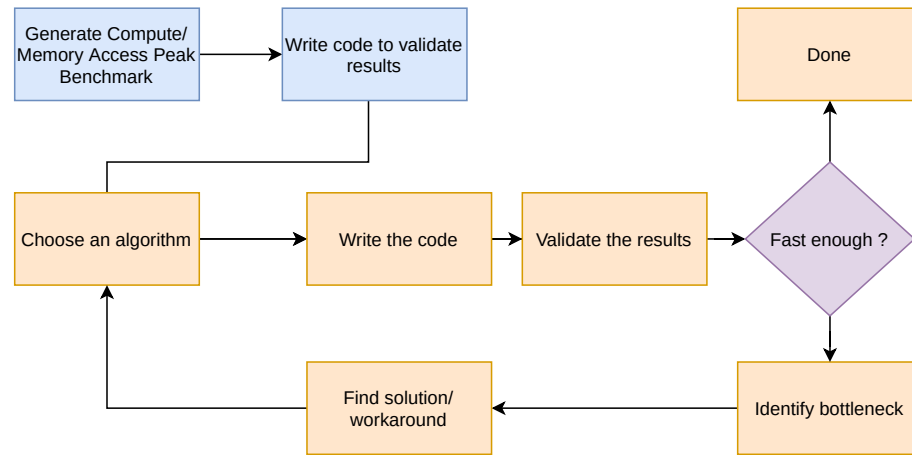 Generate Compute/
Memory Access Peak
Benchmark
Write code to validate
results
Done
Choose an algorithm
Write the code
Validate the results
Fast enough ?
Find solution/
workaround
Identify bottleneck